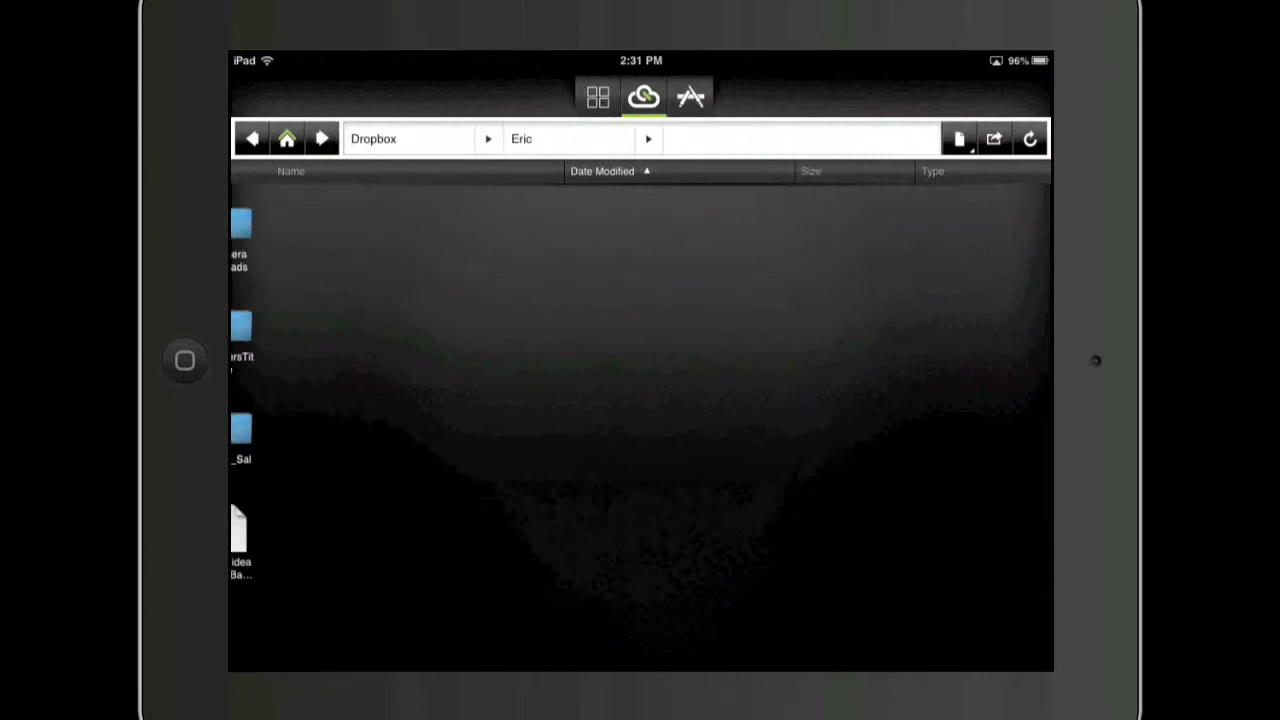 iPad 2:31 PM 96%
Dropbox Eric
Name Date Modified Size Type
era
ads
rsTit
_Sal
idea
Ba...